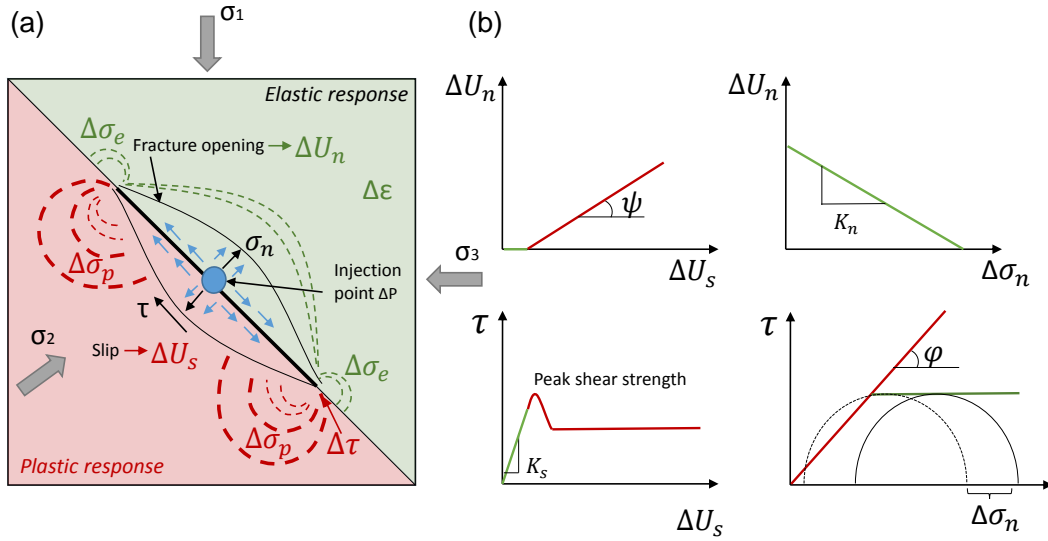 (a)
σ1
(b)
Elastic response
Δσₑ
Fracture opening
ΔUₙ
Δε
Δσₚ
σₙ
Injection
point ΔP
σ3
τ
σ2
Slip
ΔUₛ
Δσₑ
Δσₚ
Δτ
Plastic response
ΔUₙ
ψ
ΔUₛ
ΔUₙ
Kₙ
Δσₙ
τ
Peak shear strength
Kₛ
ΔUₛ
τ
φ
Δσₙ